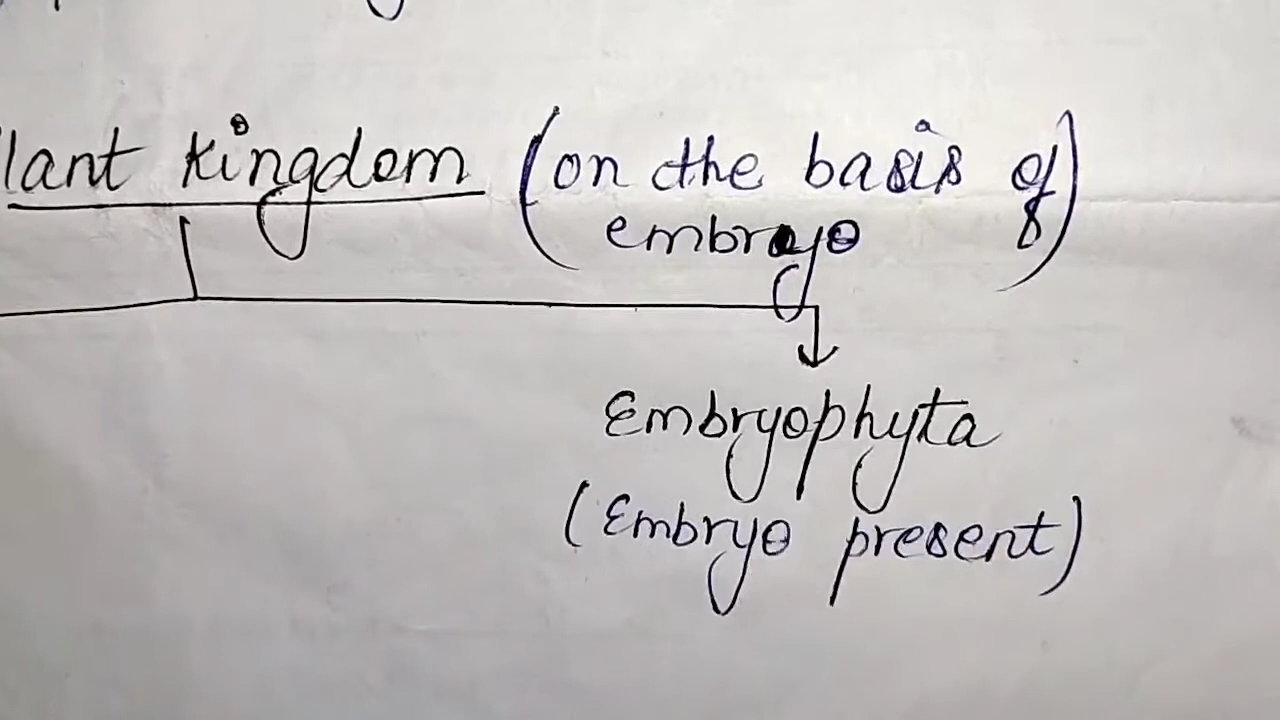 lant kingdom (on the basis of
embryo)
Embryophyta
(Embryo present)